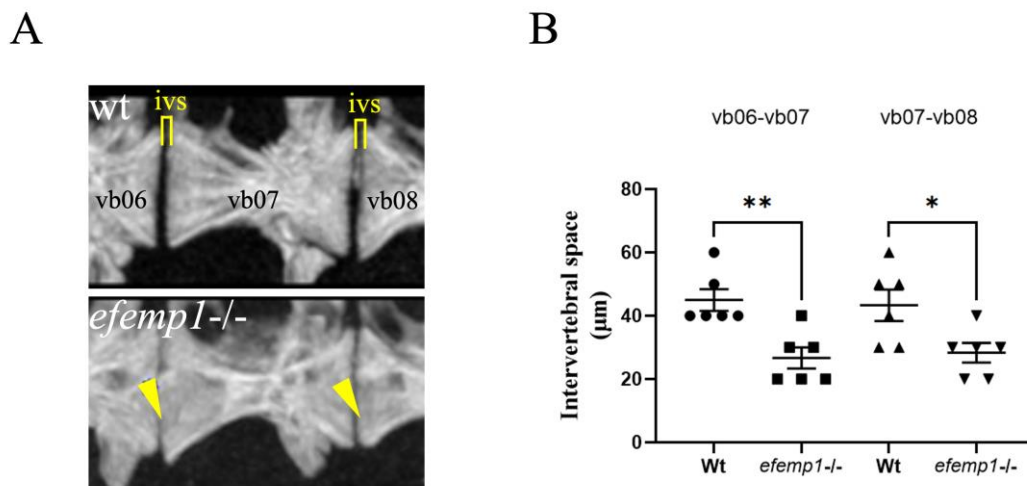 A
B
wt
ivs
ivs
vb06
vb07
vb08
efemp1-/-
vb06-vb07
vb07-vb08
**
*
Intervertebral space
(μm)
80
60
40
20
0
Wt
efemp1-/-
Wt
efemp1-/-